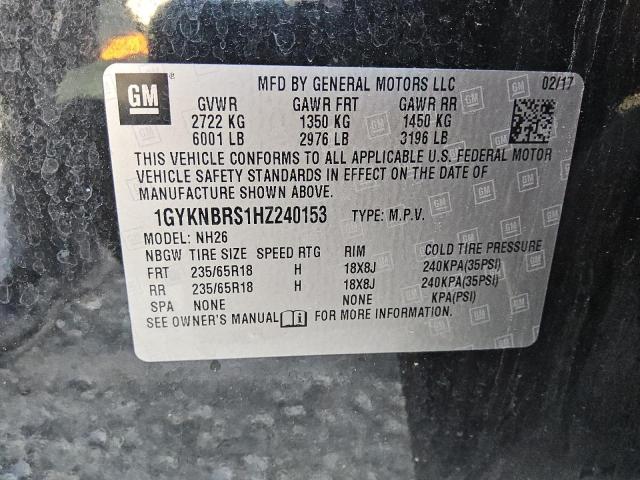 GM
®
MFD BY GENERAL MOTORS LLC 02/17
GVWR GAWR FRT GAWR RR
2722 KG 1350 KG 1450 KG
6001 LB 2976 LB 3196 LB
THIS VEHICLE CONFORMS TO ALL APPLICABLE U.S. FEDERAL MOTOR
VEHICLE SAFETY STANDARDS IN EFFECT ON THE DATE OF
MANUFACTURE SHOWN ABOVE.
1GYKNBRS1HZ240153 TYPE: M.P.V.
MODEL: NH26
NBGW TIRE SIZE SPEED RTG RIM COLD TIRE PRESSURE
FRT 235/65R18 H 18X8J 240KPA(35PSI)
RR 235/65R18 H 18X8J 240KPA(35PSI)
SPA NONE NONE KPA(PSI)
SEE OWNER'S MANUAL FOR MORE INFORMATION.